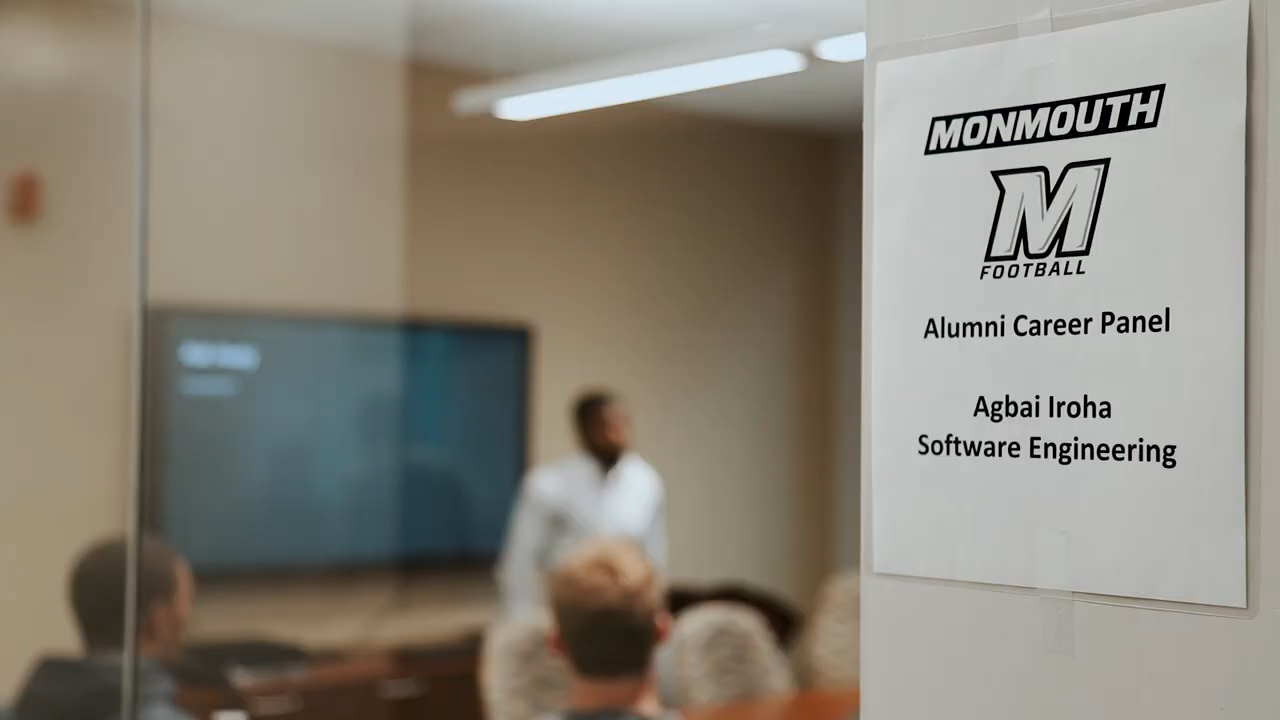 MONMOUTH
M
FOOTBALL
Alumni Career Panel
Agbai Iroha
Software Engineering